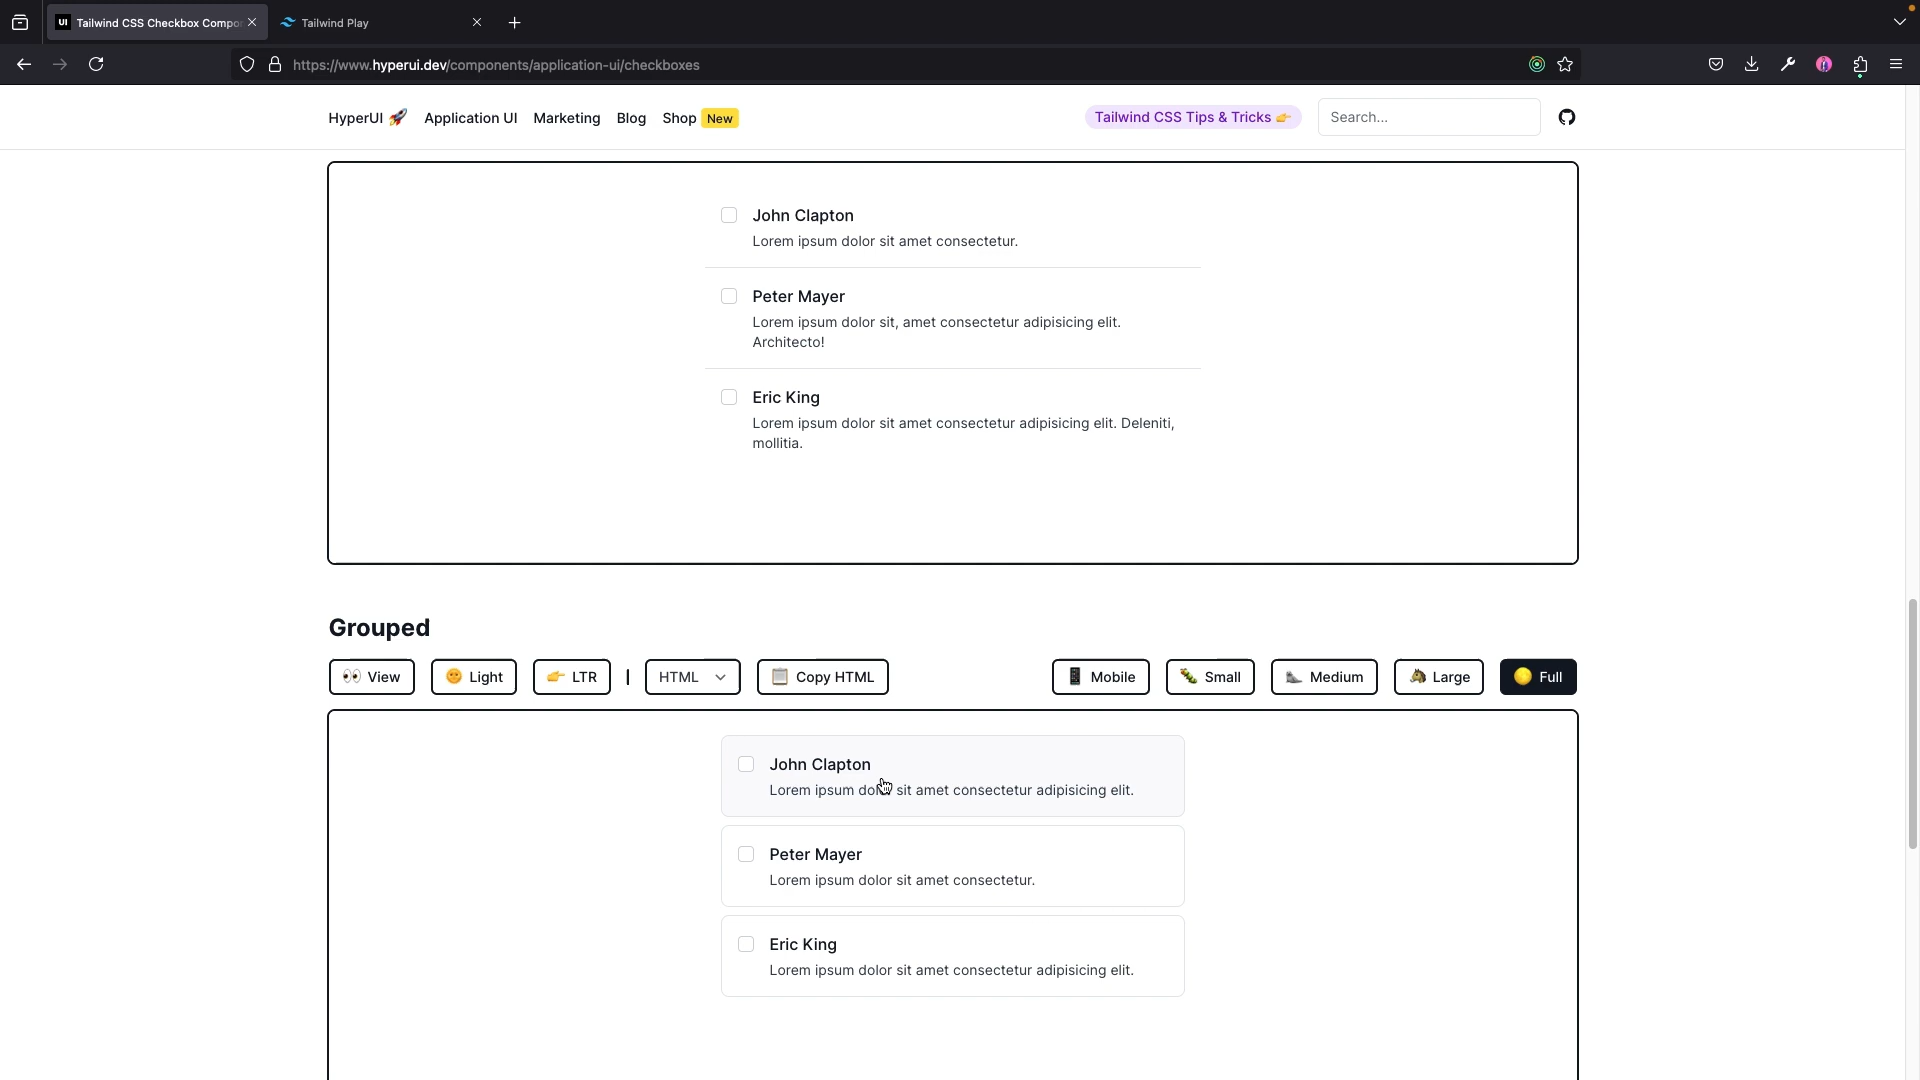 UI Tailwind CSS Checkbox Compo
Tailwind Play
https://www.hyperui.dev/components/application-ui/checkboxes
HyperUI 🚀 Application UI Marketing Blog Shop New
Tailwind CSS Tips & Tricks 👉 Search...
John Clapton
Lorem ipsum dolor sit amet consectetur.
Peter Mayer
Lorem ipsum dolor sit, amet consectetur adipisicing elit.
Architecto!
Eric King
Lorem ipsum dolor sit amet consectetur adipisicing elit. Deleniti,
mollitia.
Grouped
👀 View 🌞 Light 👉 LTR | HTML 📋 Copy HTML 📱 Mobile 🐛 Small Medium 🐴 Large 🌕 Full
John Clapton
Lorem ipsum dolor sit amet consectetur adipisicing elit.
Peter Mayer
Lorem ipsum dolor sit amet consectetur.
Eric King
Lorem ipsum dolor sit amet consectetur adipisicing elit.